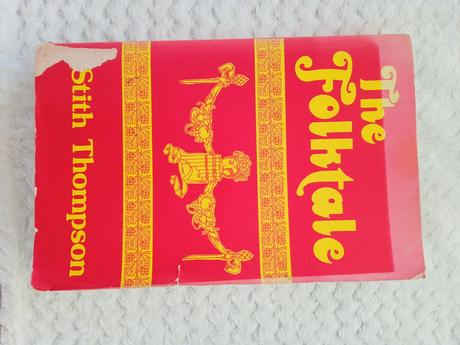 The
Folktale
Stith Thompson